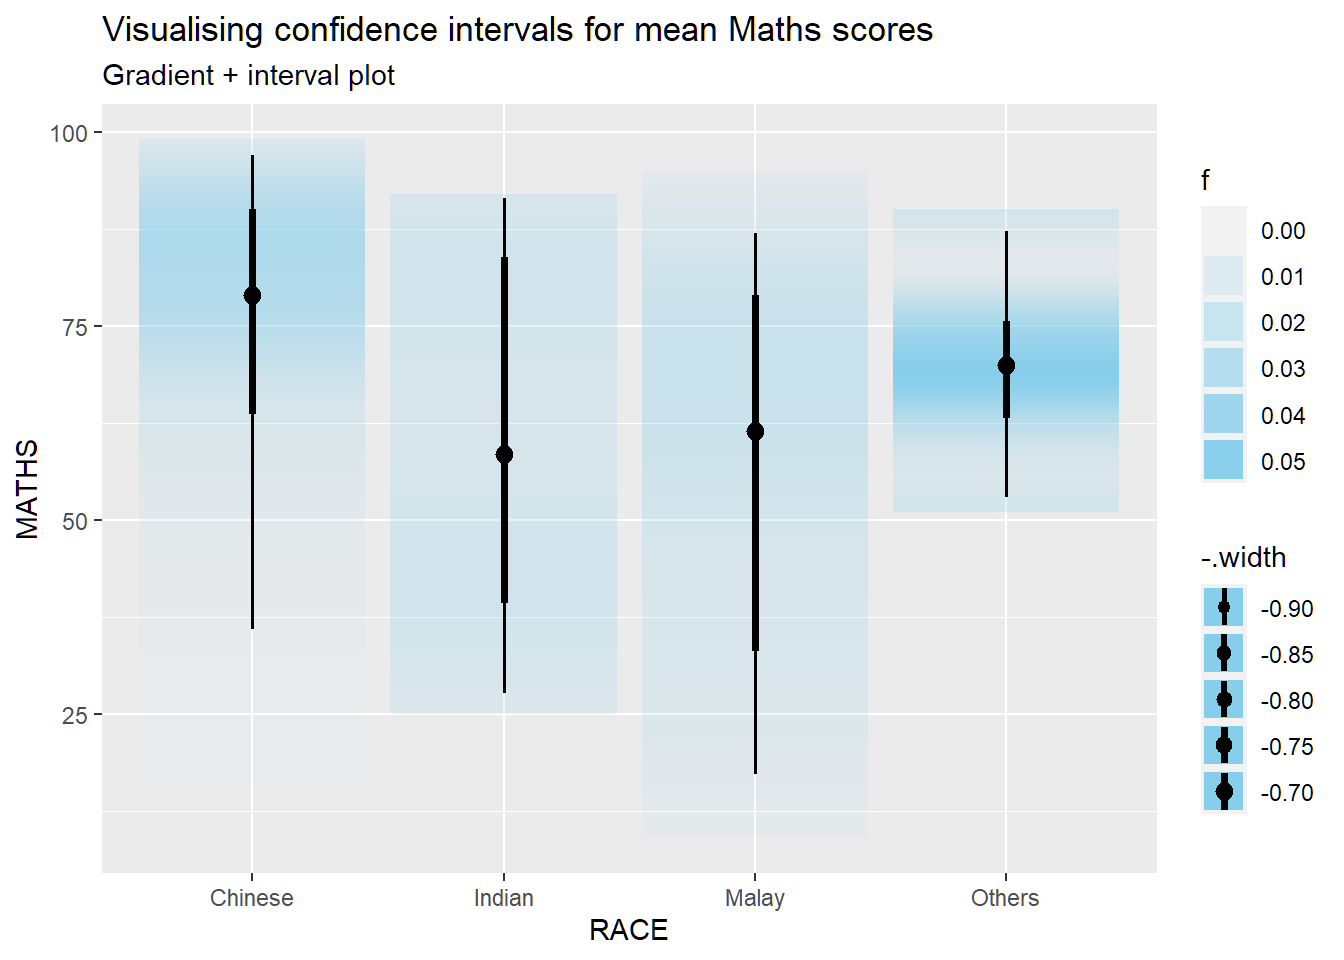 Visualising confidence intervals for mean Maths scores
Gradient + interval plot
MATHS
100
75
50
25
Chinese
Indian
Malay
Others
RACE
f
0.00
0.01
0.02
0.03
0.04
0.05
-.width
-0.90
-0.85
-0.80
-0.75
-0.70